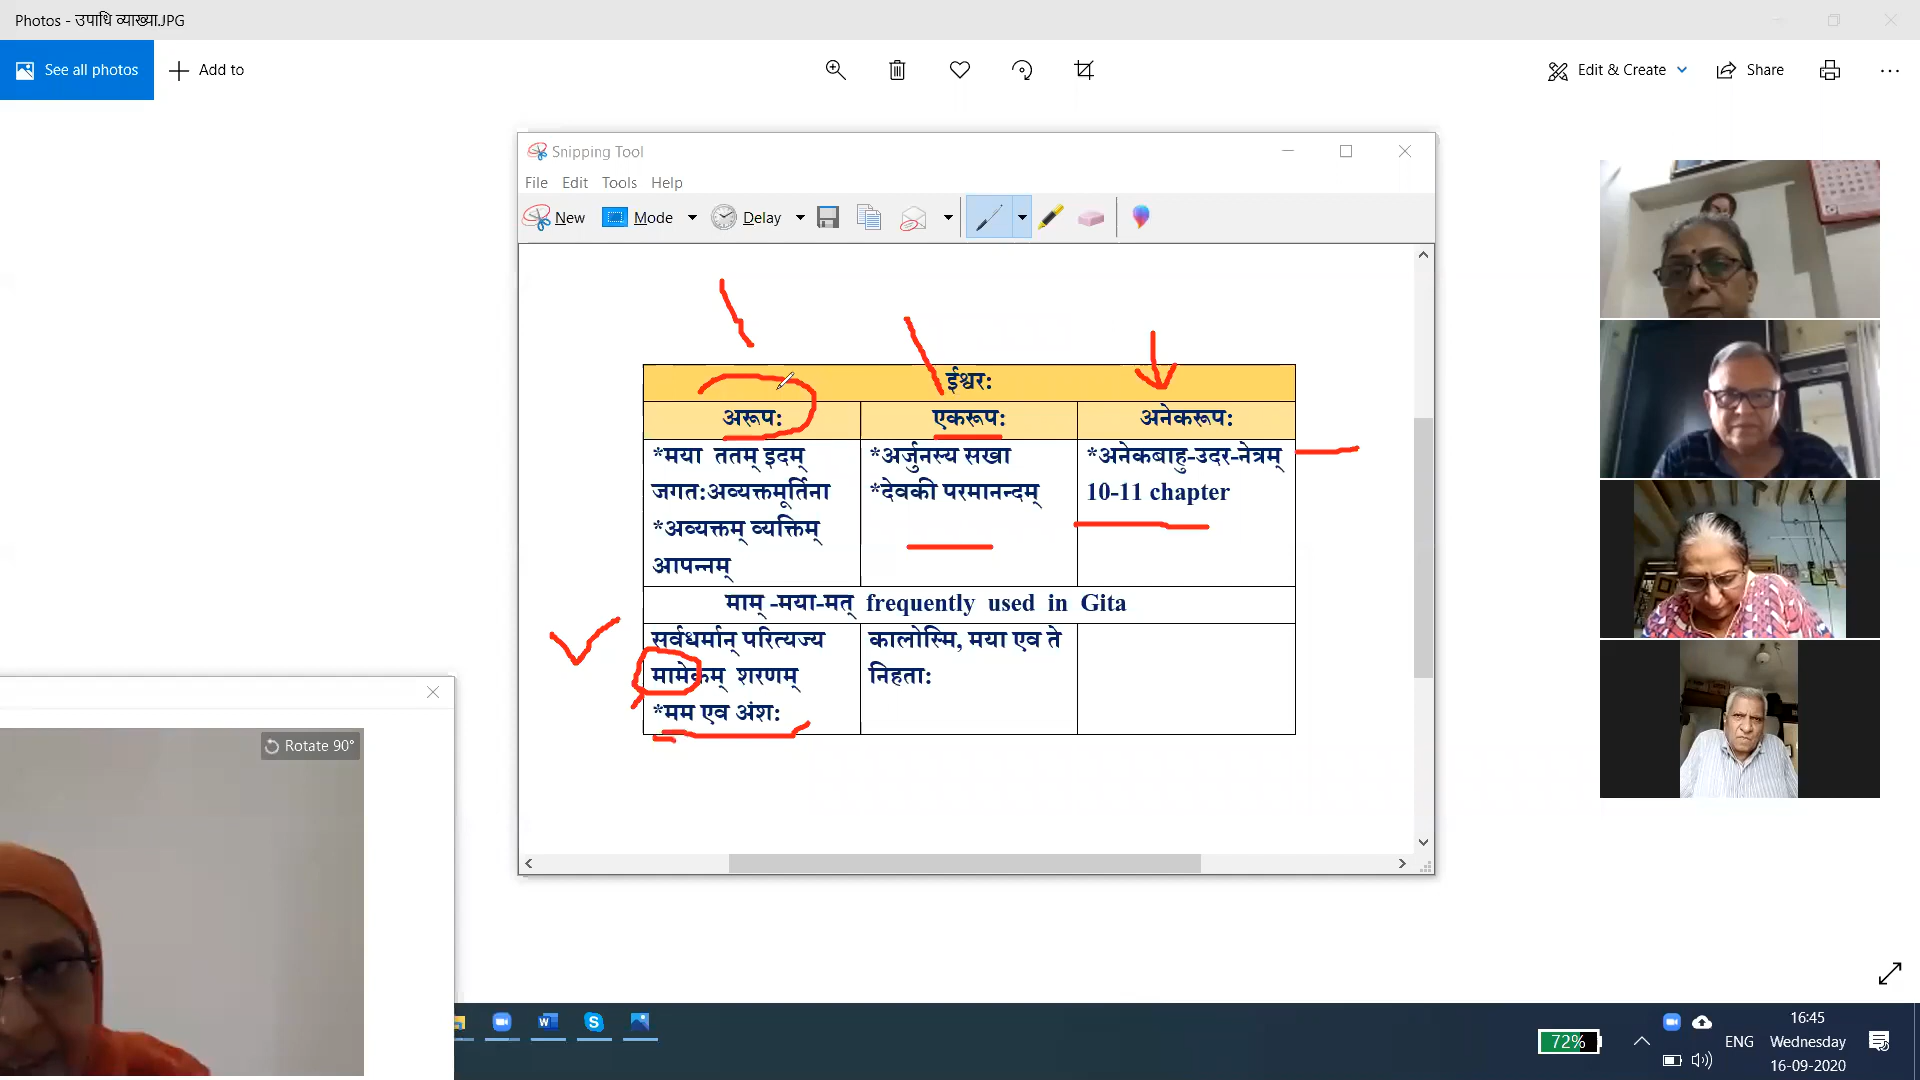 Photos - उपाधि व्याख्या.JPG
See all photos
Add to
Edit & Create
Share
Snipping Tool
File Edit Tools Help
New Mode Delay
ईश्वरः
अरूपः एकरूपः अनेकरूपः
*मया ततम् इदम् *अर्जुनस्य सखा *अनेकबाहु-उदर-नेत्रम्
जगतःअव्यक्तमूर्तिना *देवकी परमानन्दम् 10-11 chapter
*अव्यक्तम् व्यक्तिम्
आपन्नम्
माम् -मया-मत् frequently used in Gita
सर्वधर्मान् परित्यज्य कालोस्मि, मया एव ते
मामेकम् शरणम् निहताः
*मम एव अंशः
Rotate 90°
72%
ENG
16:45
Wednesday
16-09-2020